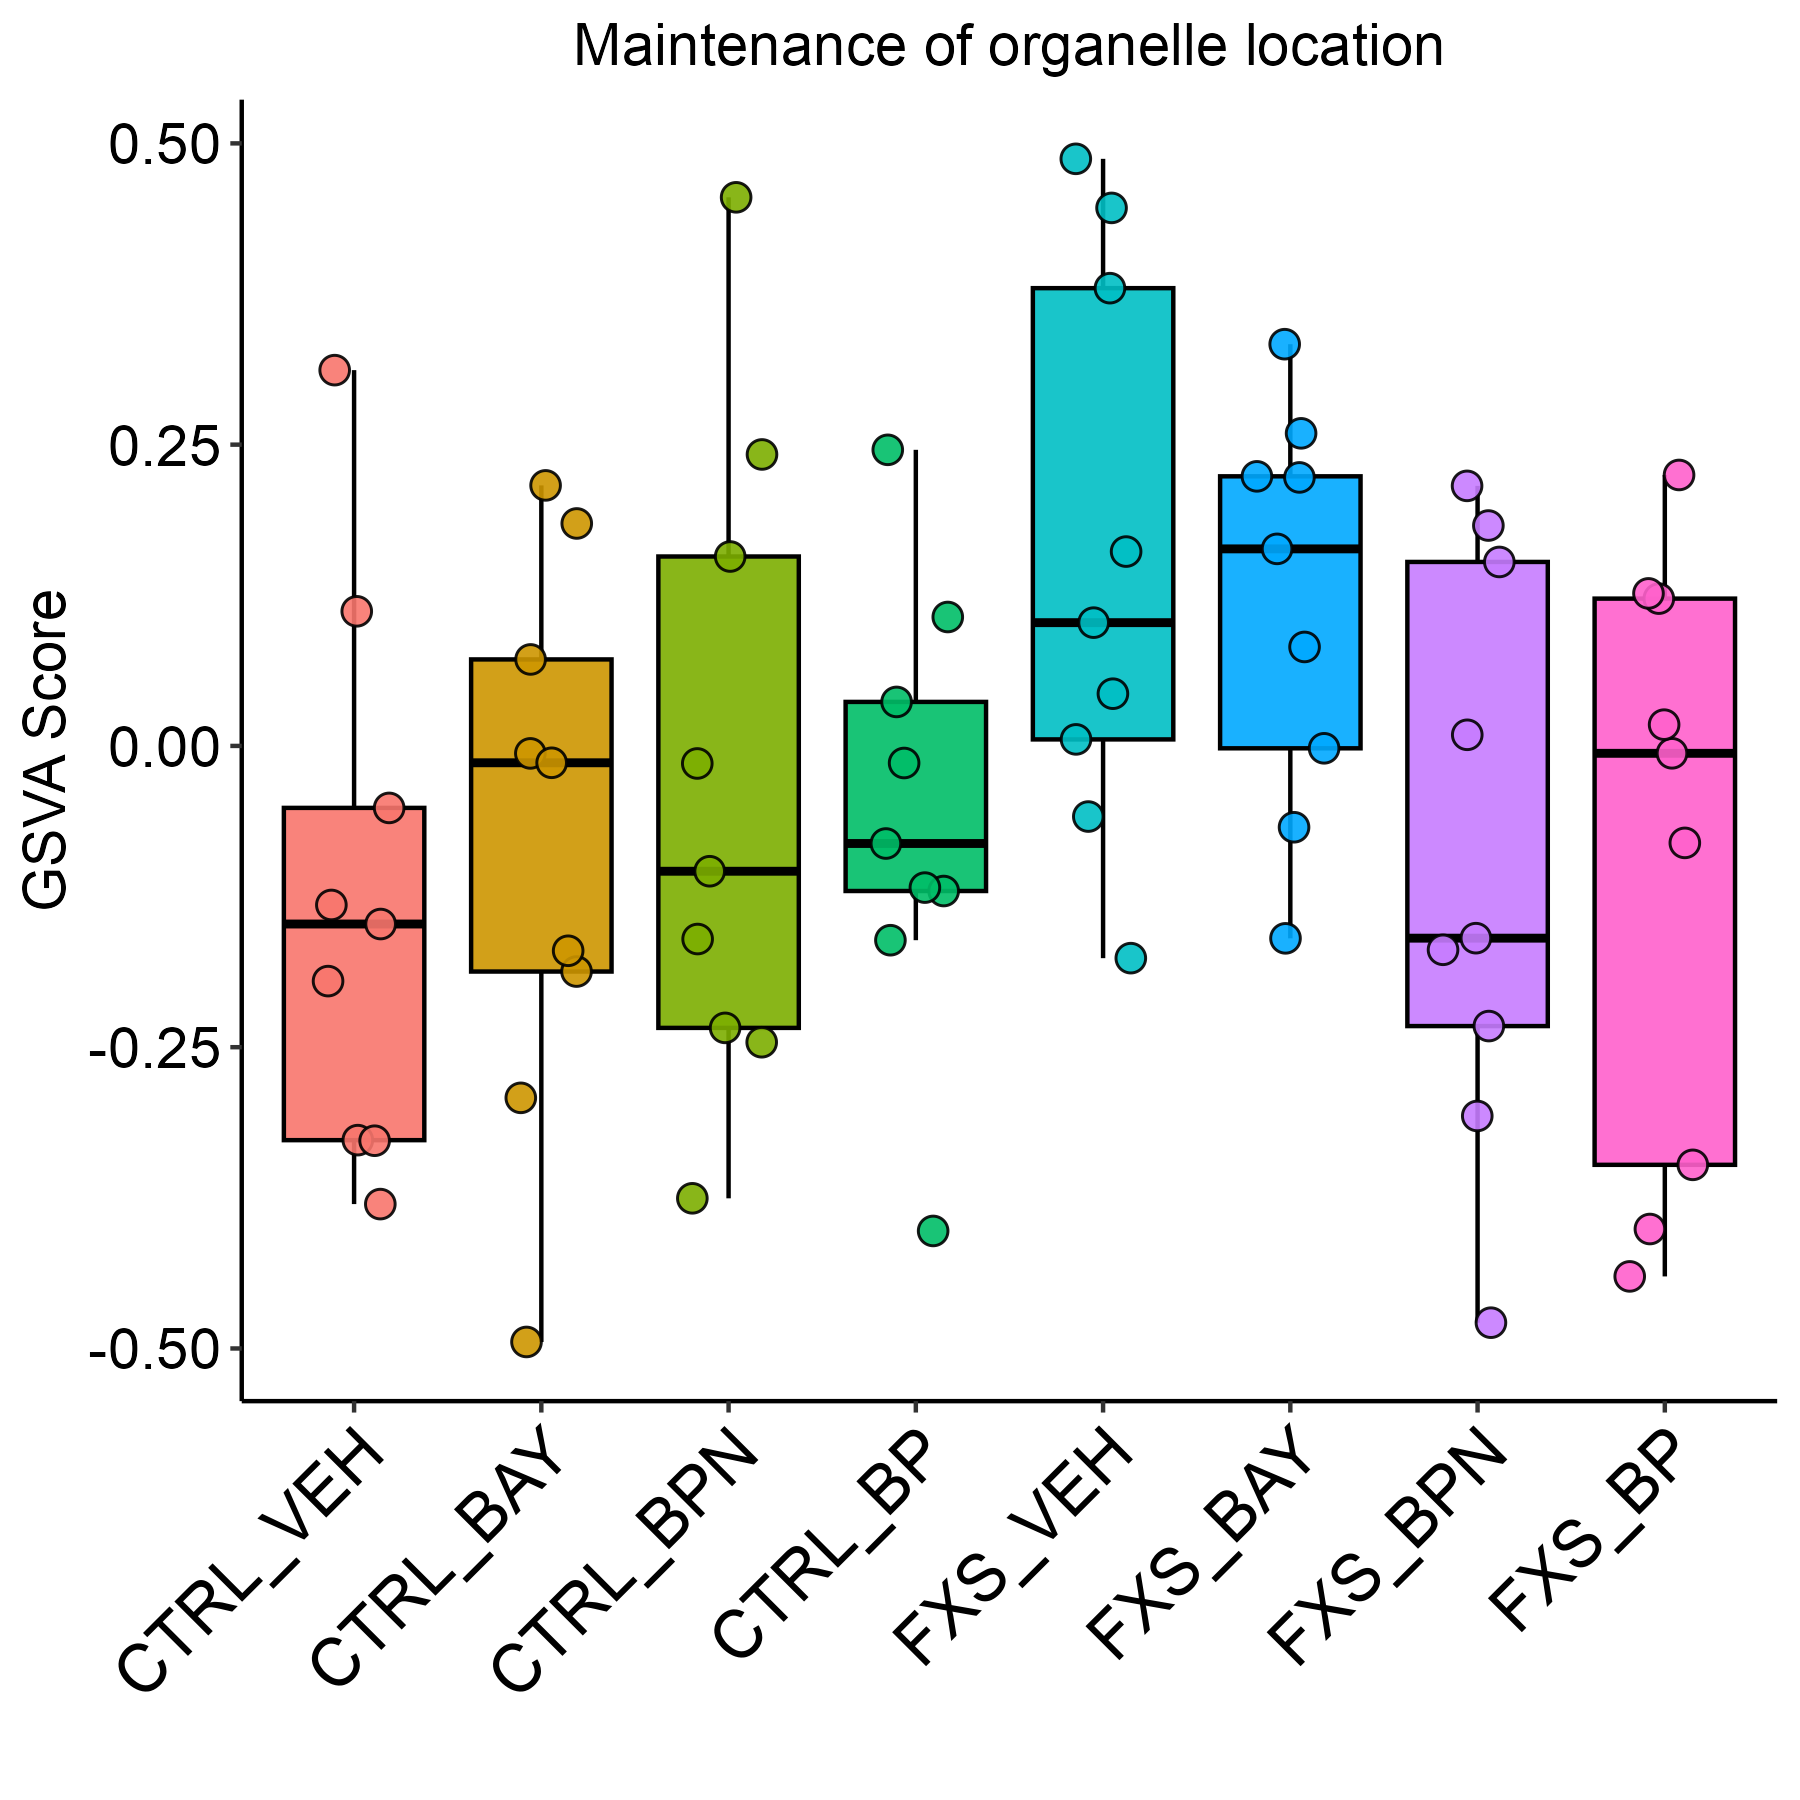 Maintenance of organelle location
GSVA Score
0.50
0.25
0.00
-0.25
-0.50
CTRL_VEH
CTRL_BAY
CTRL_BPN
CTRL_BP
FXS_VEH
FXS_BAY
FXS_BPN
FXS_BP